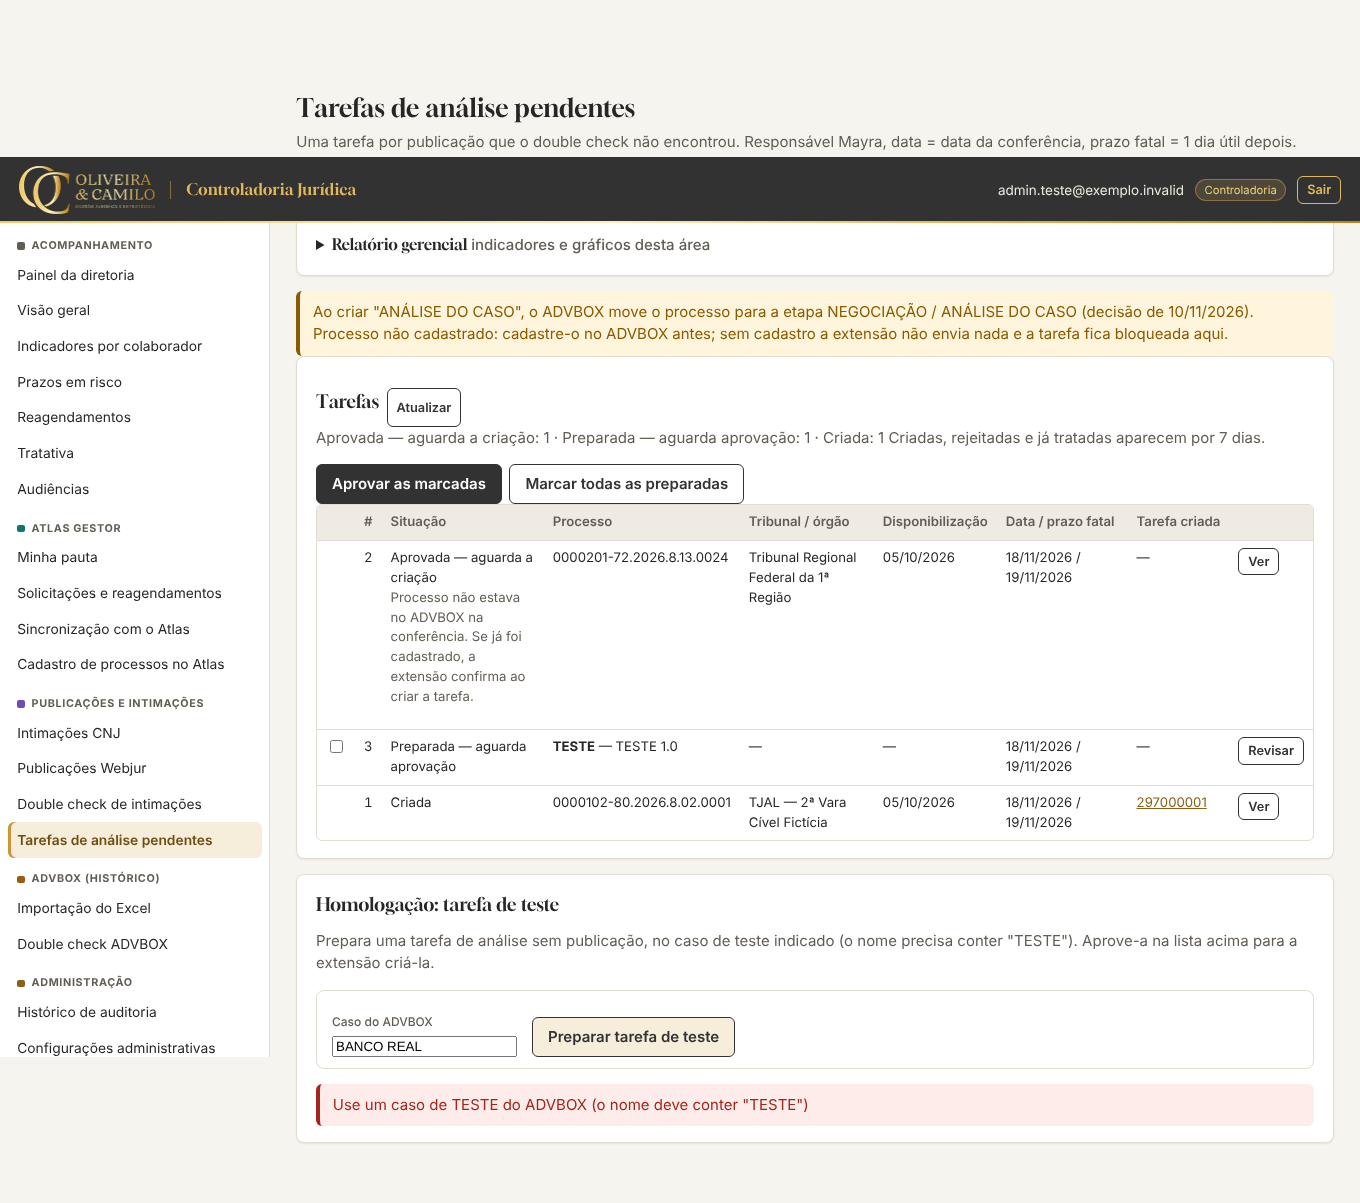 Tarefas de análise pendentes
Uma tarefa por publicação que o double check não encontrou. Responsável Mayra, data = data da conferência, prazo fatal = 1 dia útil depois.
OLIVEIRA
& CAMILO
Controladoria Jurídica
admin.teste@exemplo.invalid
Controladoria
Sair
ACOMPANHAMENTO
Painel da diretoria
Visão geral
Indicadores por colaborador
Prazos em risco
Reagendamentos
Tratativa
Audiências
ATLAS GESTOR
Minha pauta
Solicitações e reagendamentos
Sincronização com o Atlas
Cadastro de processos no Atlas
PUBLICAÇÕES E INTIMAÇÕES
Intimações CNJ
Publicações Webjur
Double check de intimações
Tarefas de análise pendentes
ADVBOX (HISTÓRICO)
Importação do Excel
Double check ADVBOX
ADMINISTRAÇÃO
Histórico de auditoria
Configurações administrativas
Relatório gerencial indicadores e gráficos desta área
Ao criar "ANÁLISE DO CASO", o ADVBOX move o processo para a etapa NEGOCIAÇÃO / ANÁLISE DO CASO (decisão de 10/11/2026).
Processo não cadastrado: cadastre-o no ADVBOX antes; sem cadastro a extensão não envia nada e a tarefa fica bloqueada aqui.
Tarefas
Atualizar
Aprovada — aguarda a criação: 1 · Preparada — aguarda aprovação: 1 · Criada: 1 Criadas, rejeitadas e já tratadas aparecem por 7 dias.
Aprovar as marcadas
Marcar todas as preparadas
# Situação Processo Tribunal / órgão Disponibilização Data / prazo fatal Tarefa criada
2 Aprovada — aguarda a 0000201-72.2026.8.13.0024 Tribunal Regional 05/10/2026 18/11/2026 / — Ver
criação Federal da 1ª 19/11/2026
Processo não estava Região
no ADVBOX na
conferência. Se já foi
cadastrado, a
extensão confirma ao
criar a tarefa.
3 Preparada — aguarda TESTE — TESTE 1.0 — — 18/11/2026 / — Revisar
aprovação 19/11/2026
1 Criada 0000102-80.2026.8.02.0001 TJAL — 2ª Vara 05/10/2026 18/11/2026 / 297000001 Ver
Cível Fictícia 19/11/2026
Homologação: tarefa de teste
Prepara uma tarefa de análise sem publicação, no caso de teste indicado (o nome precisa conter "TESTE"). Aprove-a na lista acima para a
extensão criá-la.
Caso do ADVBOX
BANCO REAL
Preparar tarefa de teste
Use um caso de TESTE do ADVBOX (o nome deve conter "TESTE")